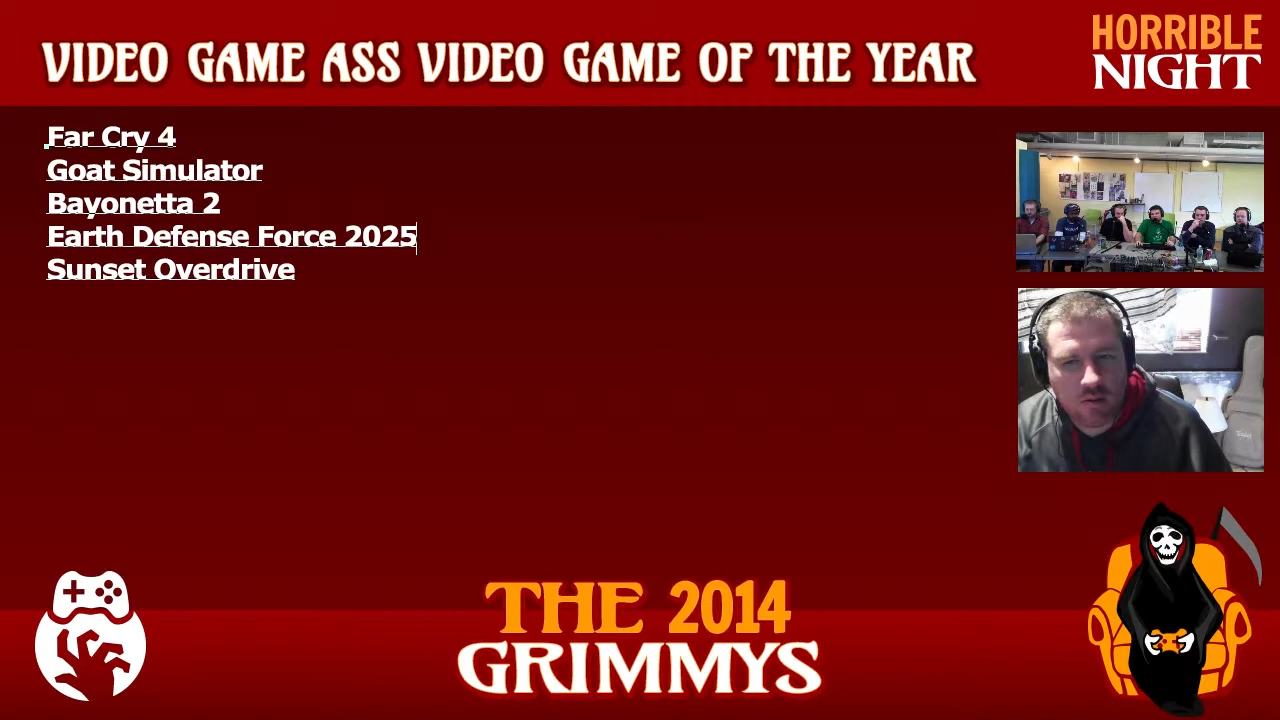 VIDEO GAME ASS VIDEO GAME OF THE YEAR
HORRIBLE
NIGHT
Far Cry 4
Goat Simulator
Bayonetta 2
Earth Defense Force 2025
Sunset Overdrive
THE 2014
GRIMMYS